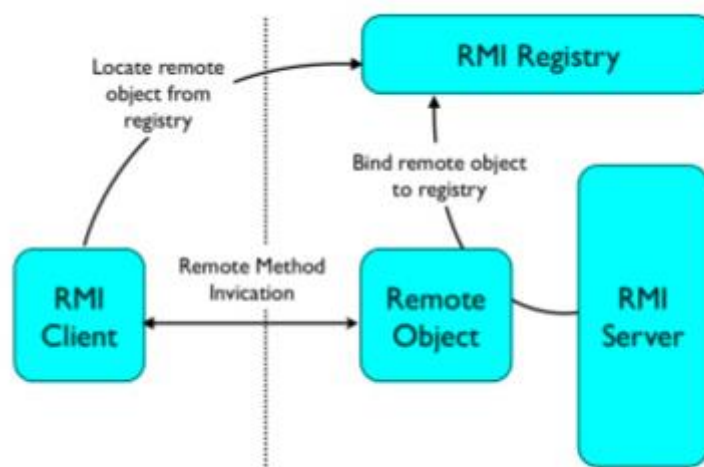 Locate remote
object from
registry
RMI Registry
Bind remote object
to registry
Remote Method
Invication
RMI
Client
Remote
Object
RMI
Server